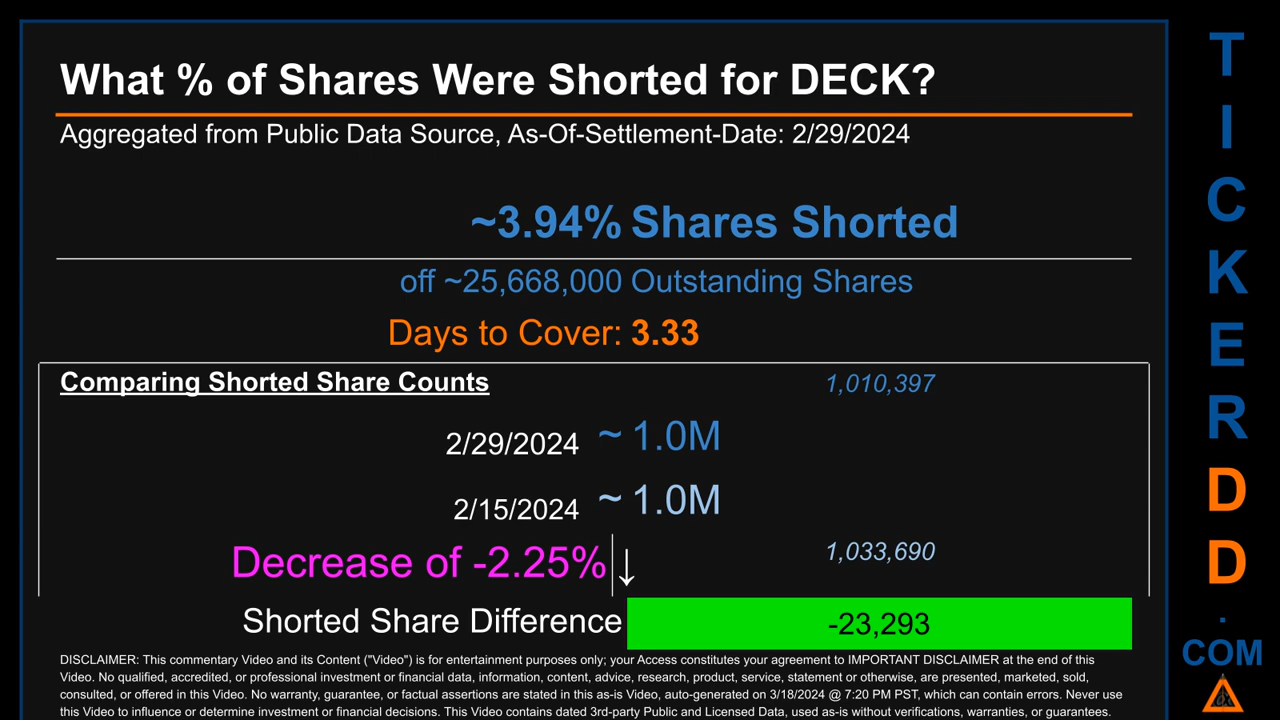 What % of Shares Were Shorted for DECK?
Aggregated from Public Data Source, As-Of-Settlement-Date: 2/29/2024
~3.94% Shares Shorted
off ~25,668,000 Outstanding Shares
Days to Cover: 3.33
Comparing Shorted Share Counts
1,010,397
2/29/2024 ~ 1.0M
2/15/2024 ~ 1.0M
1,033,690
Decrease of -2.25% ↓
Shorted Share Difference -23,293
DISCLAIMER: This commentary Video and its Content ("Video") is for entertainment purposes only; your Access constitutes your agreement to IMPORTANT DISCLAIMER at the end of this
Video. No qualified, accredited, or professional investment or financial data, information, content, advice, research, product, service, statement or otherwise, are presented, marketed, sold,
consulted, or offered in this Video. No warranty, guarantee, or factual assertions are stated in this as-is Video, auto-generated on 3/18/2024 @ 7:20 PM PST, which can contain errors. Never use
this Video to influence or determine investment or financial decisions. This Video contains dated 3rd-party Public and Licensed Data, used as-is without verifications, warranties, or guarantees.
T
I
C
K
E
R
D
D
.
COM